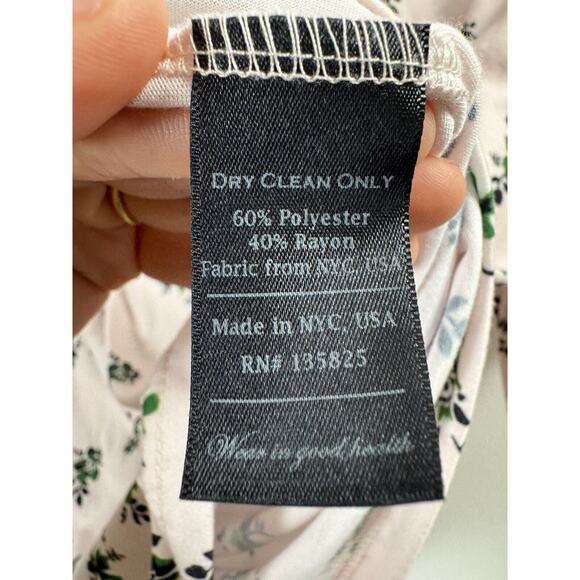 DRY CLEAN ONLY
60% Polyester
40% Rayon
Fabric from NYC, USA
Made in NYC, USA
RN# 135825
Wear in good health